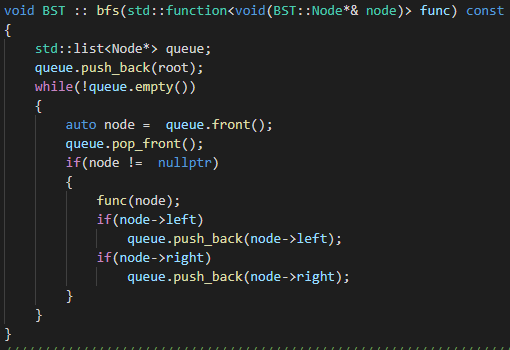 void BST :: bfs(std::function<void(BST::Node*& node)> func) const
{
    std::list<Node*> queue;
    queue.push_back(root);
    while(!queue.empty())
    {
        auto node =  queue.front();
        queue.pop_front();
        if(node !=  nullptr)
        {
            func(node);
            if(node->left)
                queue.push_back(node->left);
            if(node->right)
                queue.push_back(node->right);
        }
    }
}